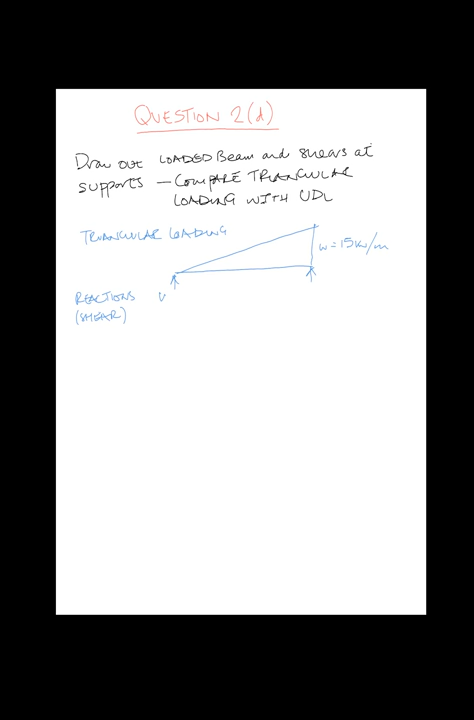 QUESTION 2(d)
Draw out LOADED Beam and shears at
supports — COMPARE TRIANGULAR
LOADING WITH UDL
TRIANGULAR LOADING
w = 15kN/m
REACTIONS V
(SHEAR)